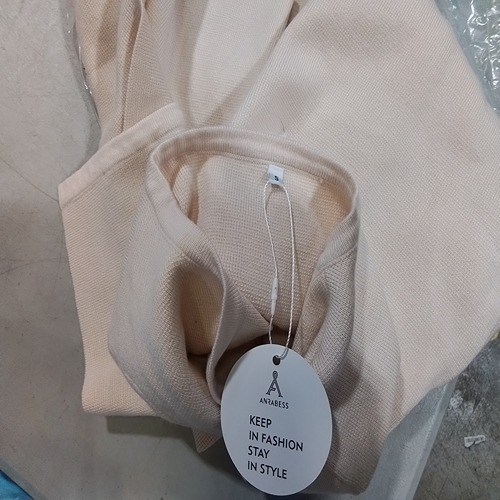 S
ANRABESS
KEEP
IN FASHION
STAY
IN STYLE